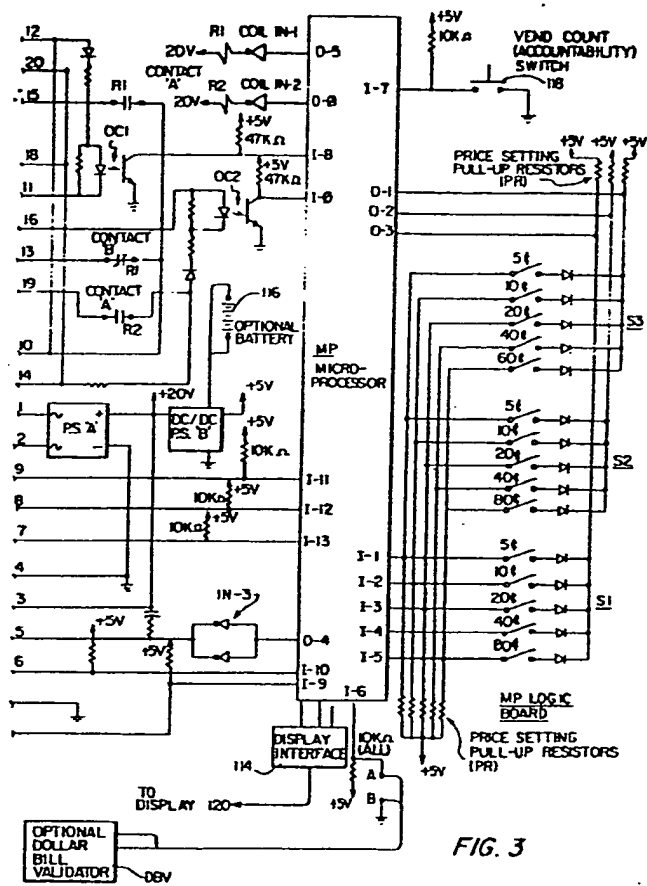 12
20
15
18
11
16
13
19
10
14
1
2
9
8
7
4
3
5
6
R1
OC1
CONTACT
"B"
R1
CONTACT
"A"
R2
R1 COIL IN-1
20V
CONTACT R2 COIL IN-2
"A" 20V
+5V
47KΩ
+5V
47KΩ
OC2
116
OPTIONAL
BATTERY
+20V
P.S. "A"
+
−
DC/DC
P.S. "B"
+5V
+5V
10KΩ
10KΩ
+5V
+5V
10KΩ
+5V
+5V
IN-3
O-5
O-8
I-8
MP
MICRO-
PROCESSOR
I-11
I-12
I-13
O-4
I-10
I-9
I-6
I-7
O-1
O-2
O-3
I-1
I-2
I-3
I-4
I-5
+5V
10KΩ
VEND COUNT
(ACCOUNTABILITY)
SWITCH
118
+5V +5V +5V
PRICE SETTING
PULL-UP RESISTORS
(PR)
5¢
10¢
20¢
40¢
60¢
S3
5¢
10¢
20¢
40¢
80¢
S2
5¢
10¢
20¢
40¢
80¢
S1
MP LOGIC
BOARD
PRICE SETTING
PULL-UP RESISTORS
(PR)
+5V
DISPLAY
INTERFACE
114
10KΩ
(ALL)
A
B
+5V
TO
DISPLAY 120
OPTIONAL
DOLLAR
BILL
VALIDATOR
DBV
FIG. 3